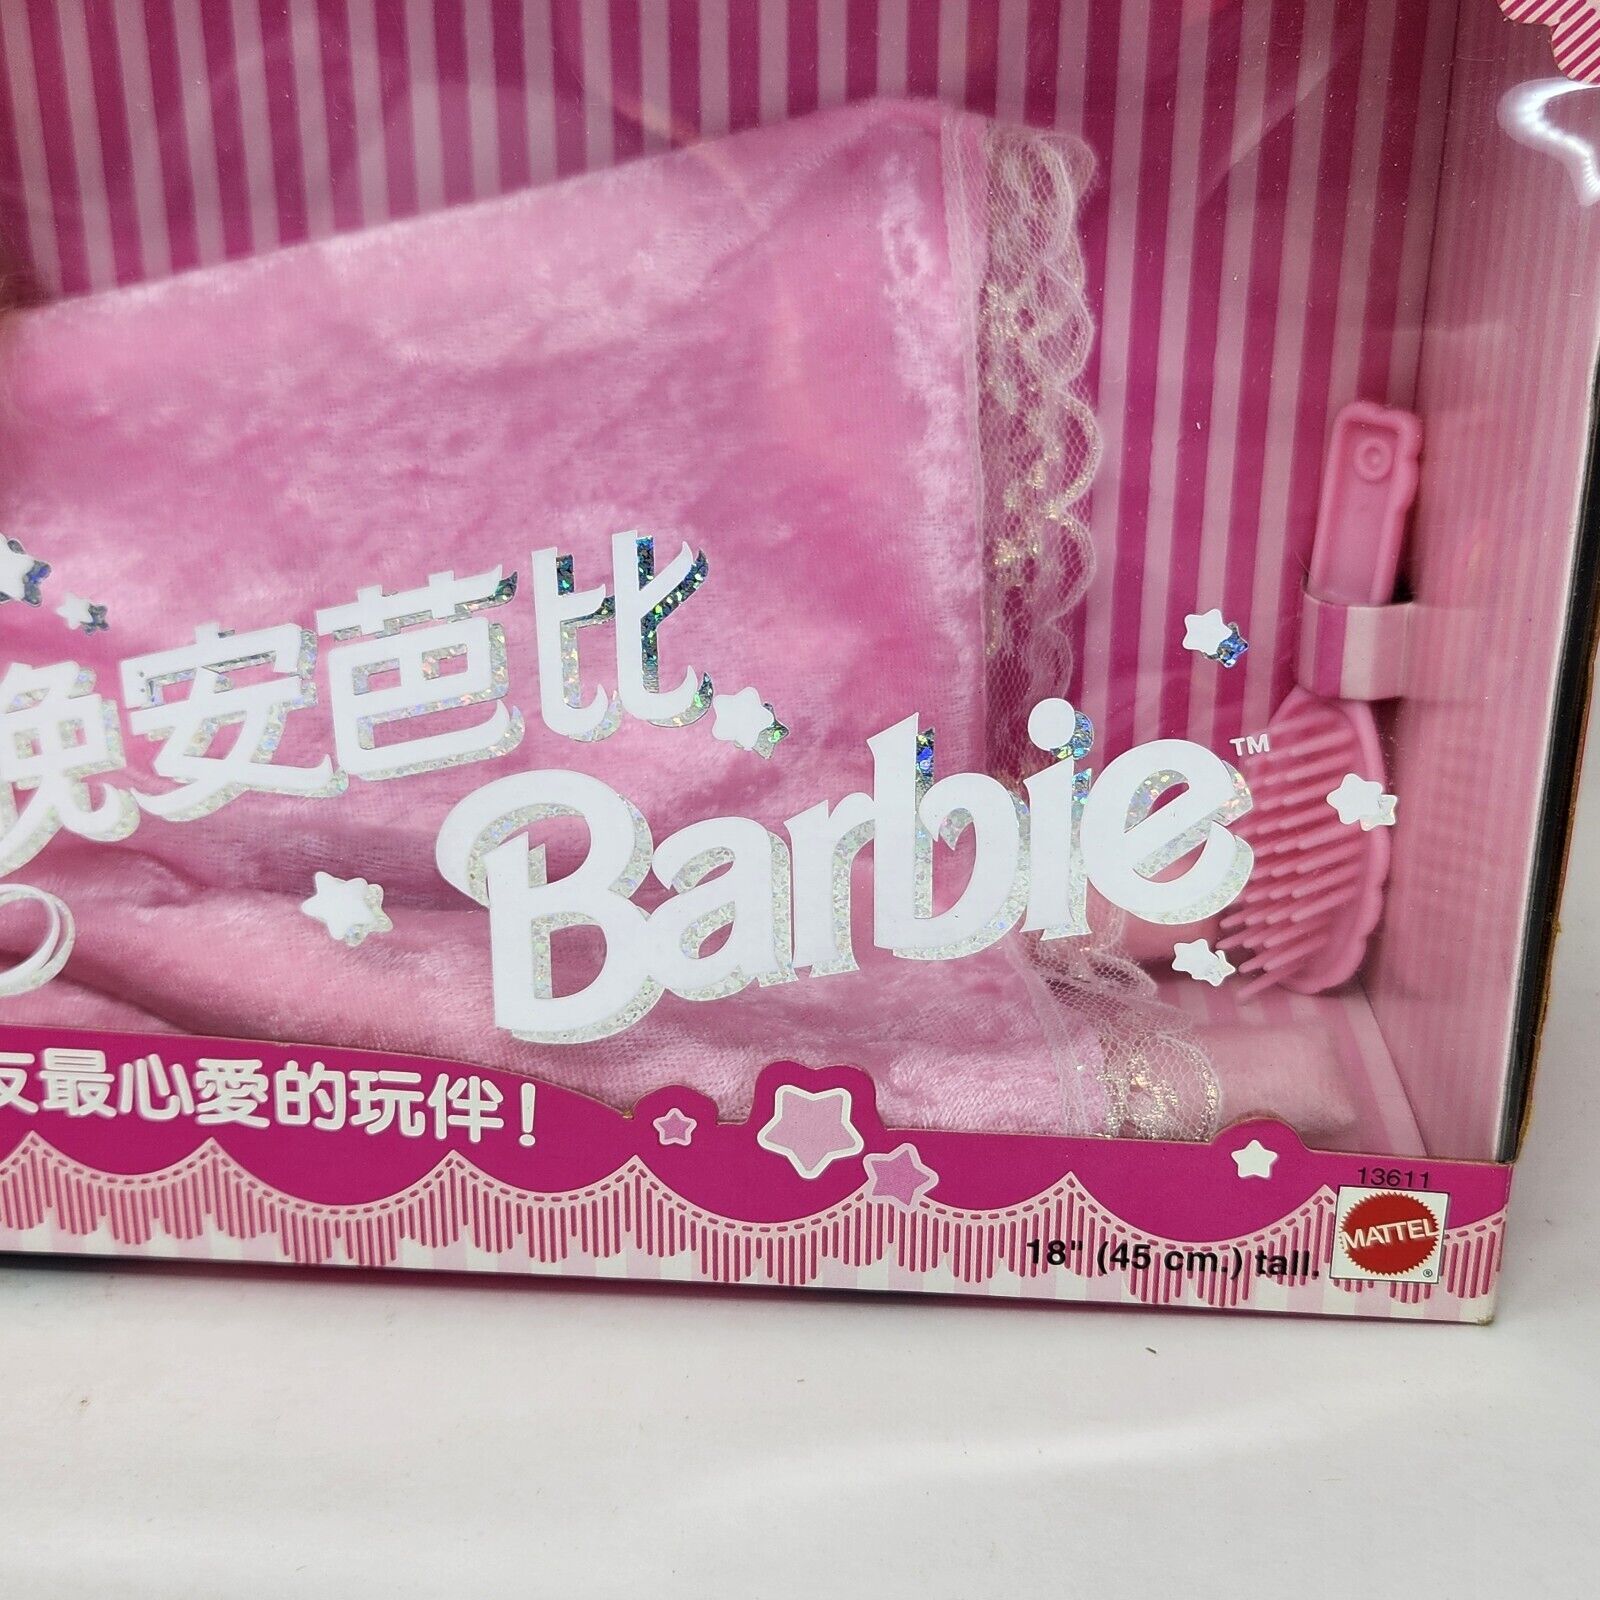 晚安芭比
Barbie™
友最心愛的玩伴！
13611
MATTEL
®
18" (45 cm.) tall.